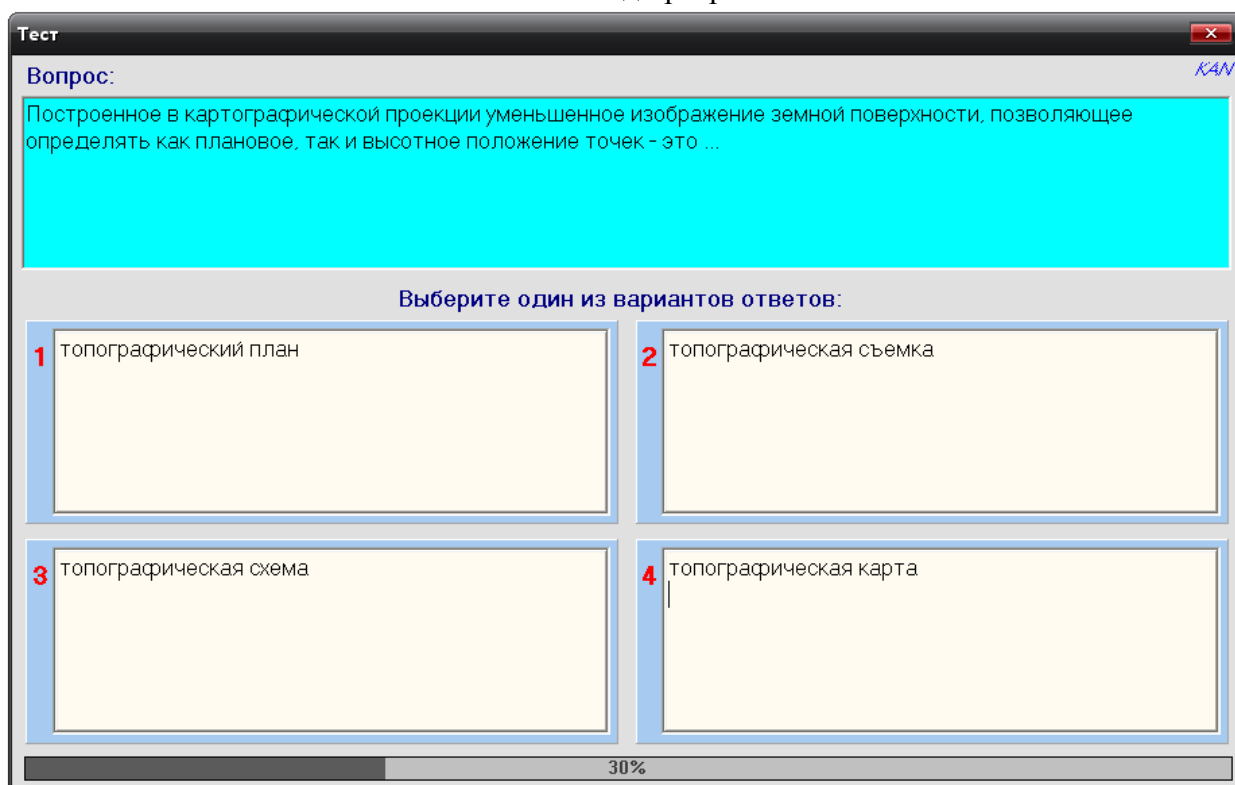 Тест
Вопрос:
KAN
Построенное в картографической проекции уменьшенное изображение земной поверхности, позволяющее
определять как плановое, так и высотное положение точек - это ...
Выберите один из вариантов ответов:
1 топографический план
2 топографическая съемка
3 топографическая схема
4 топографическая карта
30%